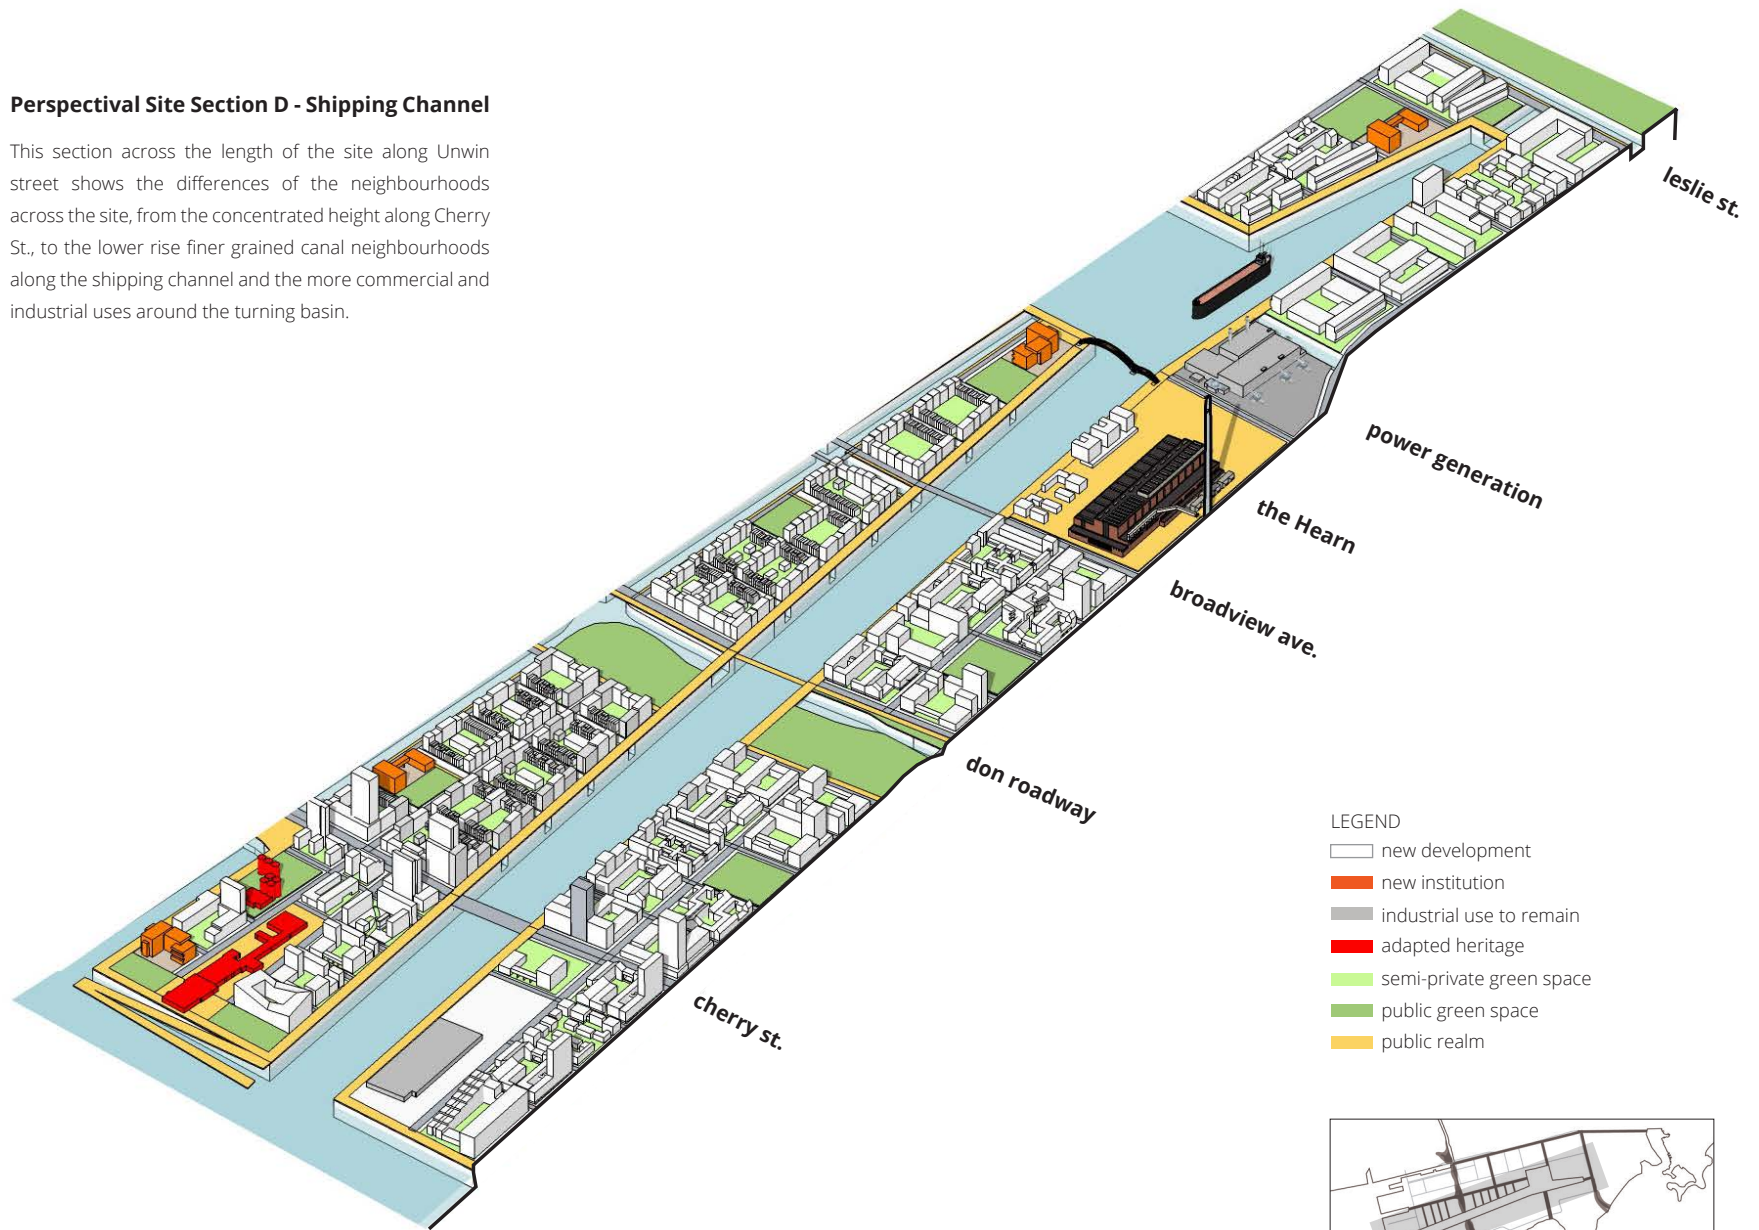 Perspectival Site Section D - Shipping Channel
This section across the length of the site along Unwin
street shows the differences of the neighbourhoods
across the site, from the concentrated height along Cherry
St., to the lower rise finer grained canal neighbourhoods
along the shipping channel and the more commercial and
industrial uses around the turning basin.
leslie st.
power generation
the Hearn
broadview ave.
don roadway
cherry st.
LEGEND
new development
new institution
industrial use to remain
adapted heritage
semi-private green space
public green space
public realm